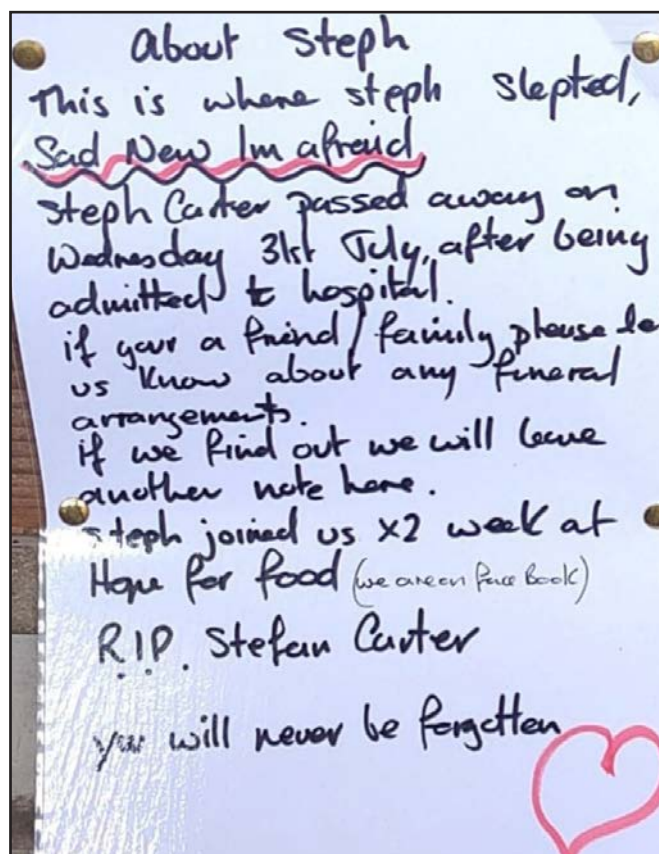 About Steph
This is where steph slepted,
Sad New Im afraid
Steph Carter passed away on
Wednesday 31st July, after being
admitted to hospital.
if your a friend / family please le
us know about any funeral
arrangements.
if we find out we will leave
another note here.
Steph joined us x2 week at
Hope for food (we are on face Book)
R.I.P. Stefan Carter
you will never be forgotten